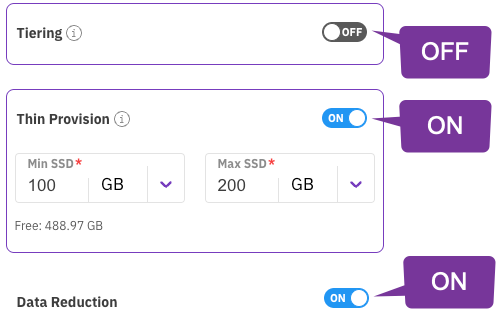 Tiering i OFF
OFF
Thin Provision i ON
ON
Min SSD* Max SSD*
100 GB 200 GB
Free: 488.97 GB
Data Reduction ON
ON